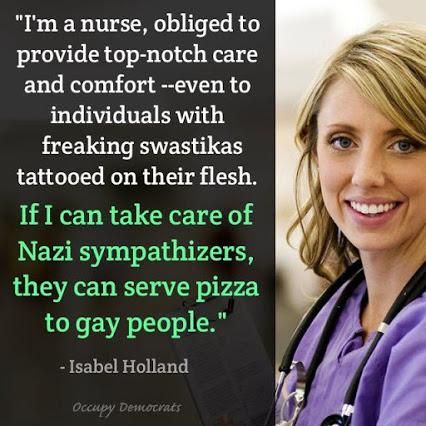 "I'm a nurse, obliged to
provide top-notch care
and comfort --even to
individuals with
freaking swastikas
tattooed on their flesh.
If I can take care of
Nazi sympathizers,
they can serve pizza
to gay people."
- Isabel Holland
Occupy Democrats